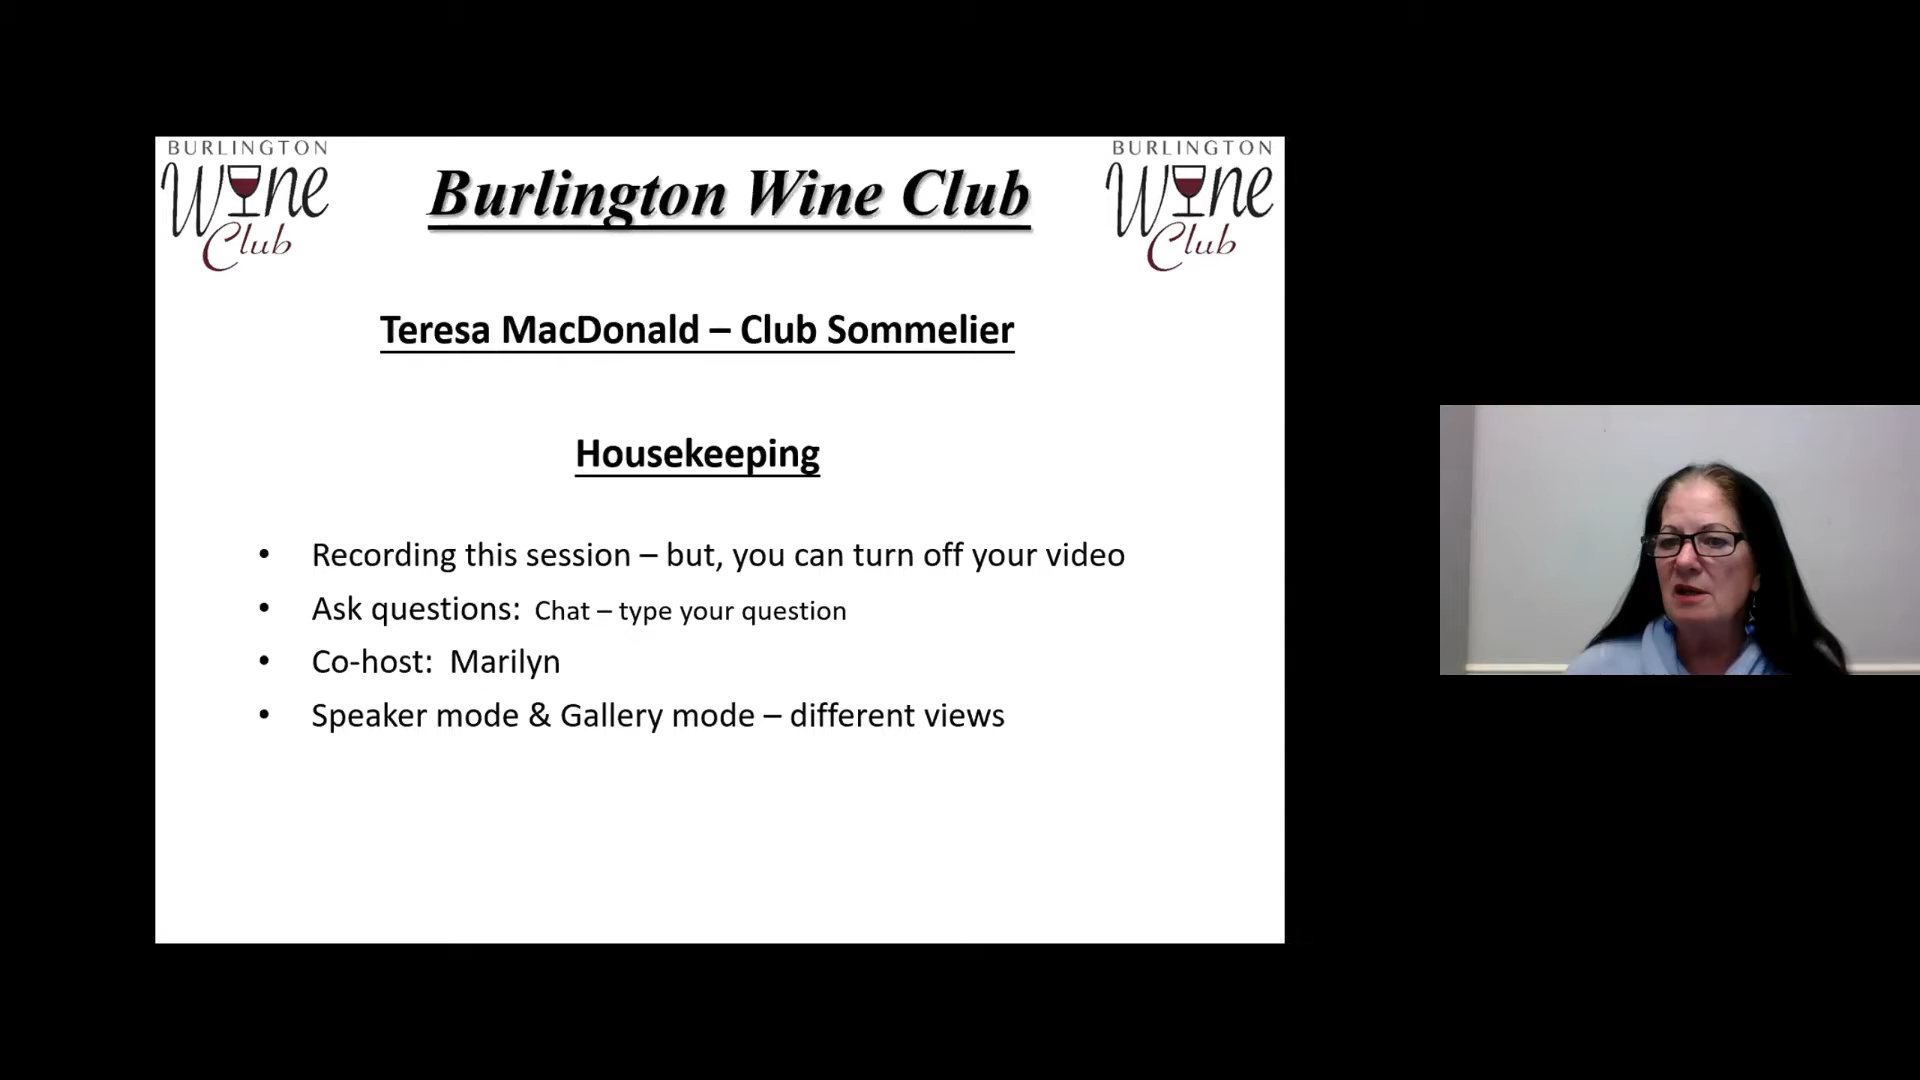 BURLINGTON
Wine
Club
Burlington Wine Club
BURLINGTON
Wine
Club
Teresa MacDonald – Club Sommelier
Housekeeping
• Recording this session – but, you can turn off your video
• Ask questions: Chat – type your question
• Co-host: Marilyn
• Speaker mode & Gallery mode – different views